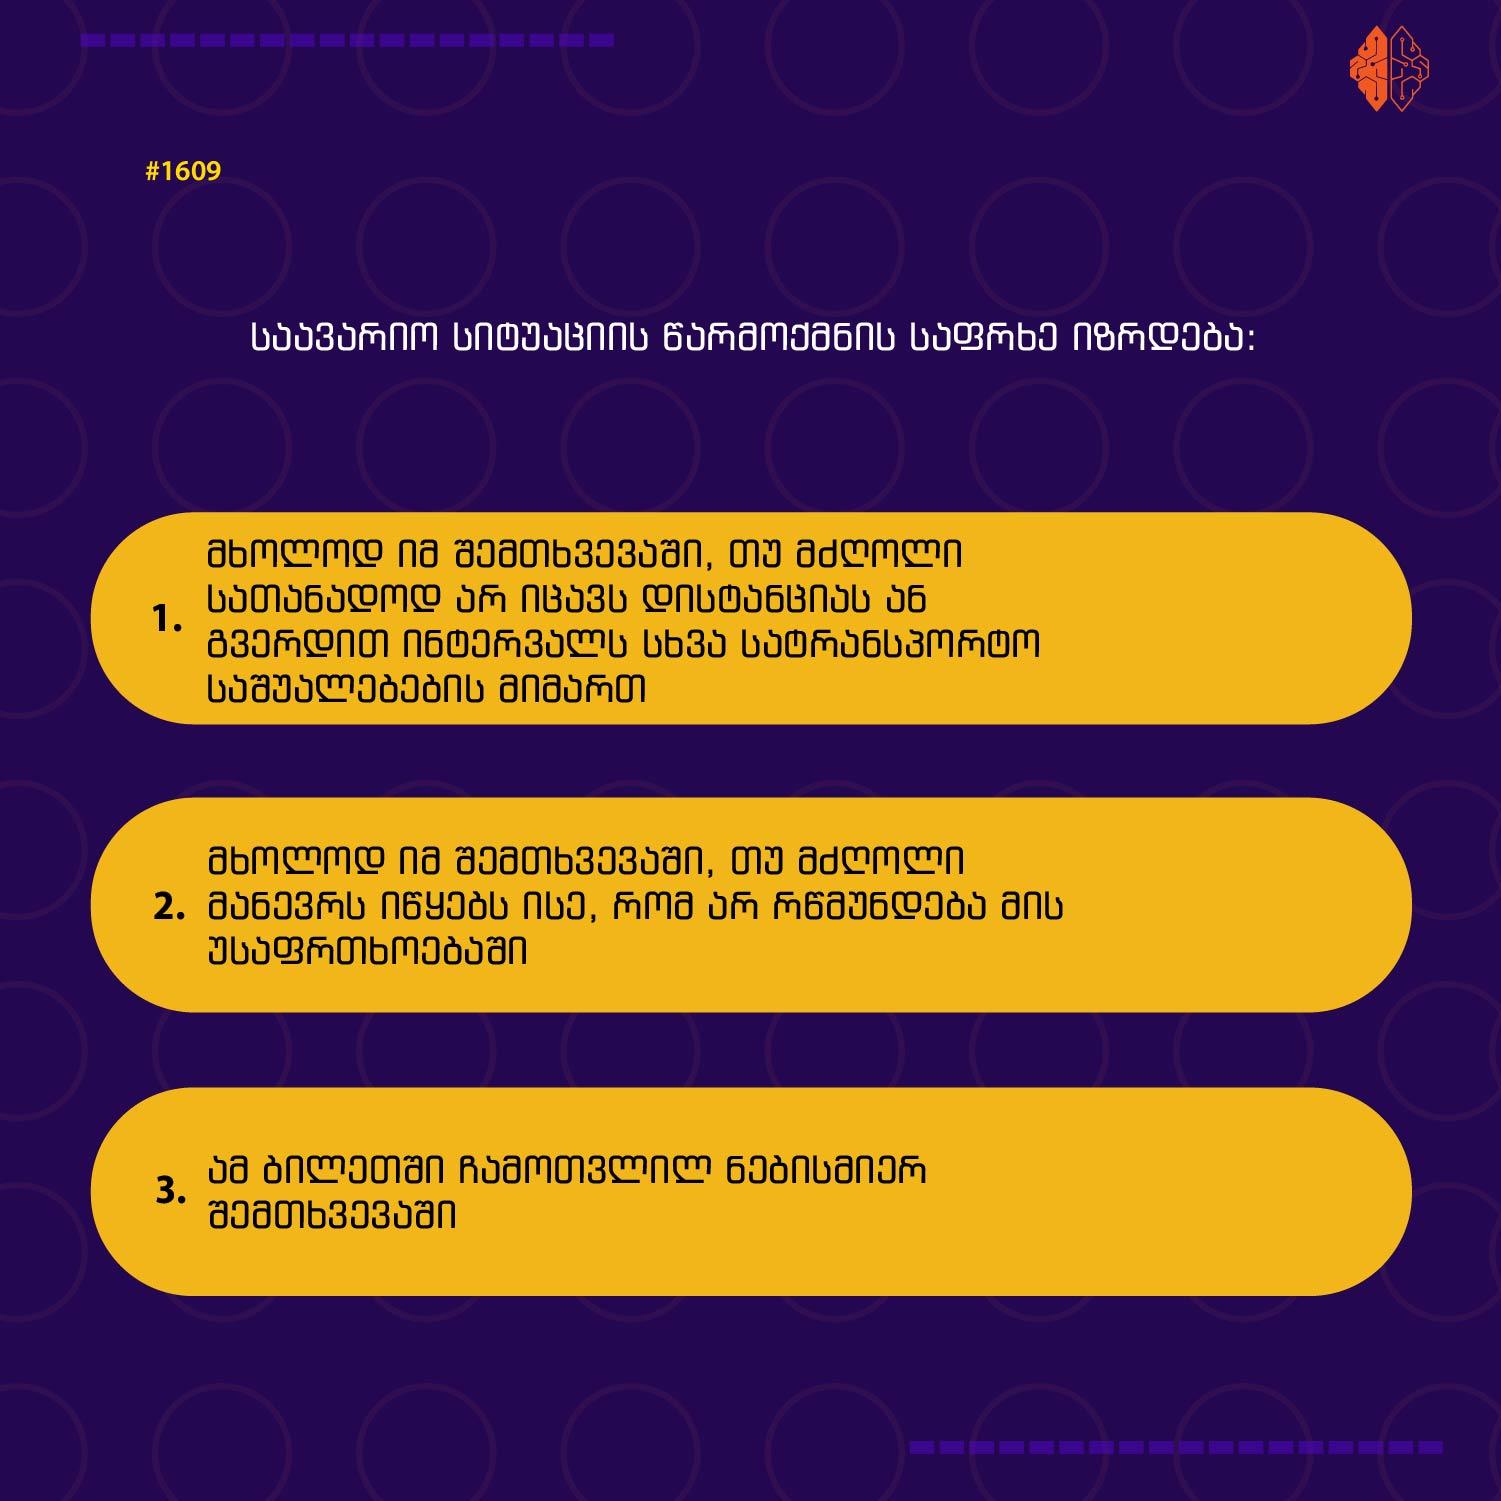 #1609
საავარიო სიტუაციის წარმოქმნის საფრხე იზრდება:
1. მხოლოდ იმ შემთხვევაში, თუ მძღოლი
სათანადოდ არ იცავს დისტანციას ან
გვერდით ინტერვალს სხვა სატრანსპორტო
საშუალებების მიმართ
2. მხოლოდ იმ შემთხვევაში, თუ მძღოლი
მანევრს იწყებს ისე, რომ არ რწმუნდება მის
უსაფრთხოებაში
3. ამ ბილეთში ჩამოთვლილ ნებისმიერ
შემთხვევაში